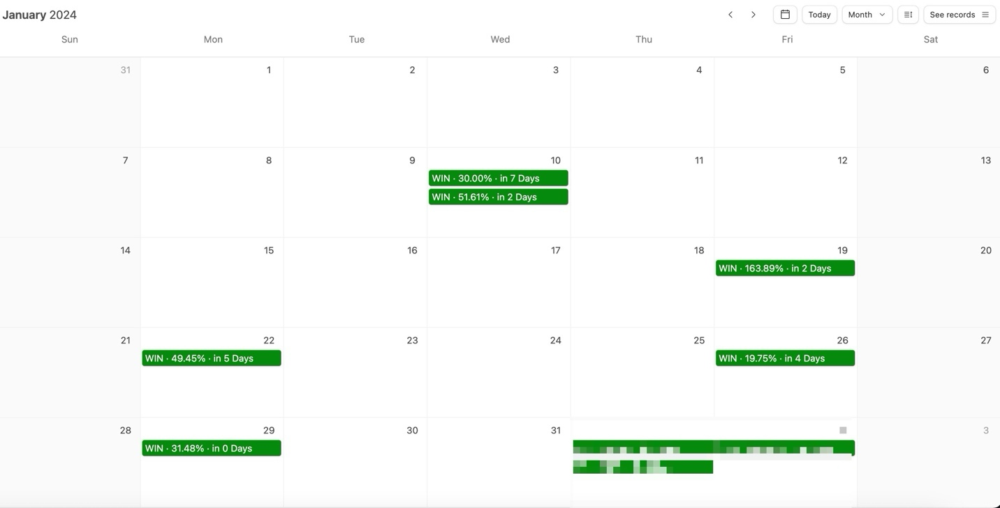 January 2024
Today
Month
See records
Sun Mon Tue Wed Thu Fri Sat
31 1 2 3 4 5 6
7 8 9 10 11 12 13
WIN · 30.00% · in 7 Days
WIN · 51.61% · in 2 Days
14 15 16 17 18 19 20
WIN · 163.89% · in 2 Days
21 22 23 24 25 26 27
WIN · 49.45% · in 5 Days
WIN · 19.75% · in 4 Days
28 29 30 31 3
WIN · 31.48% · in 0 Days